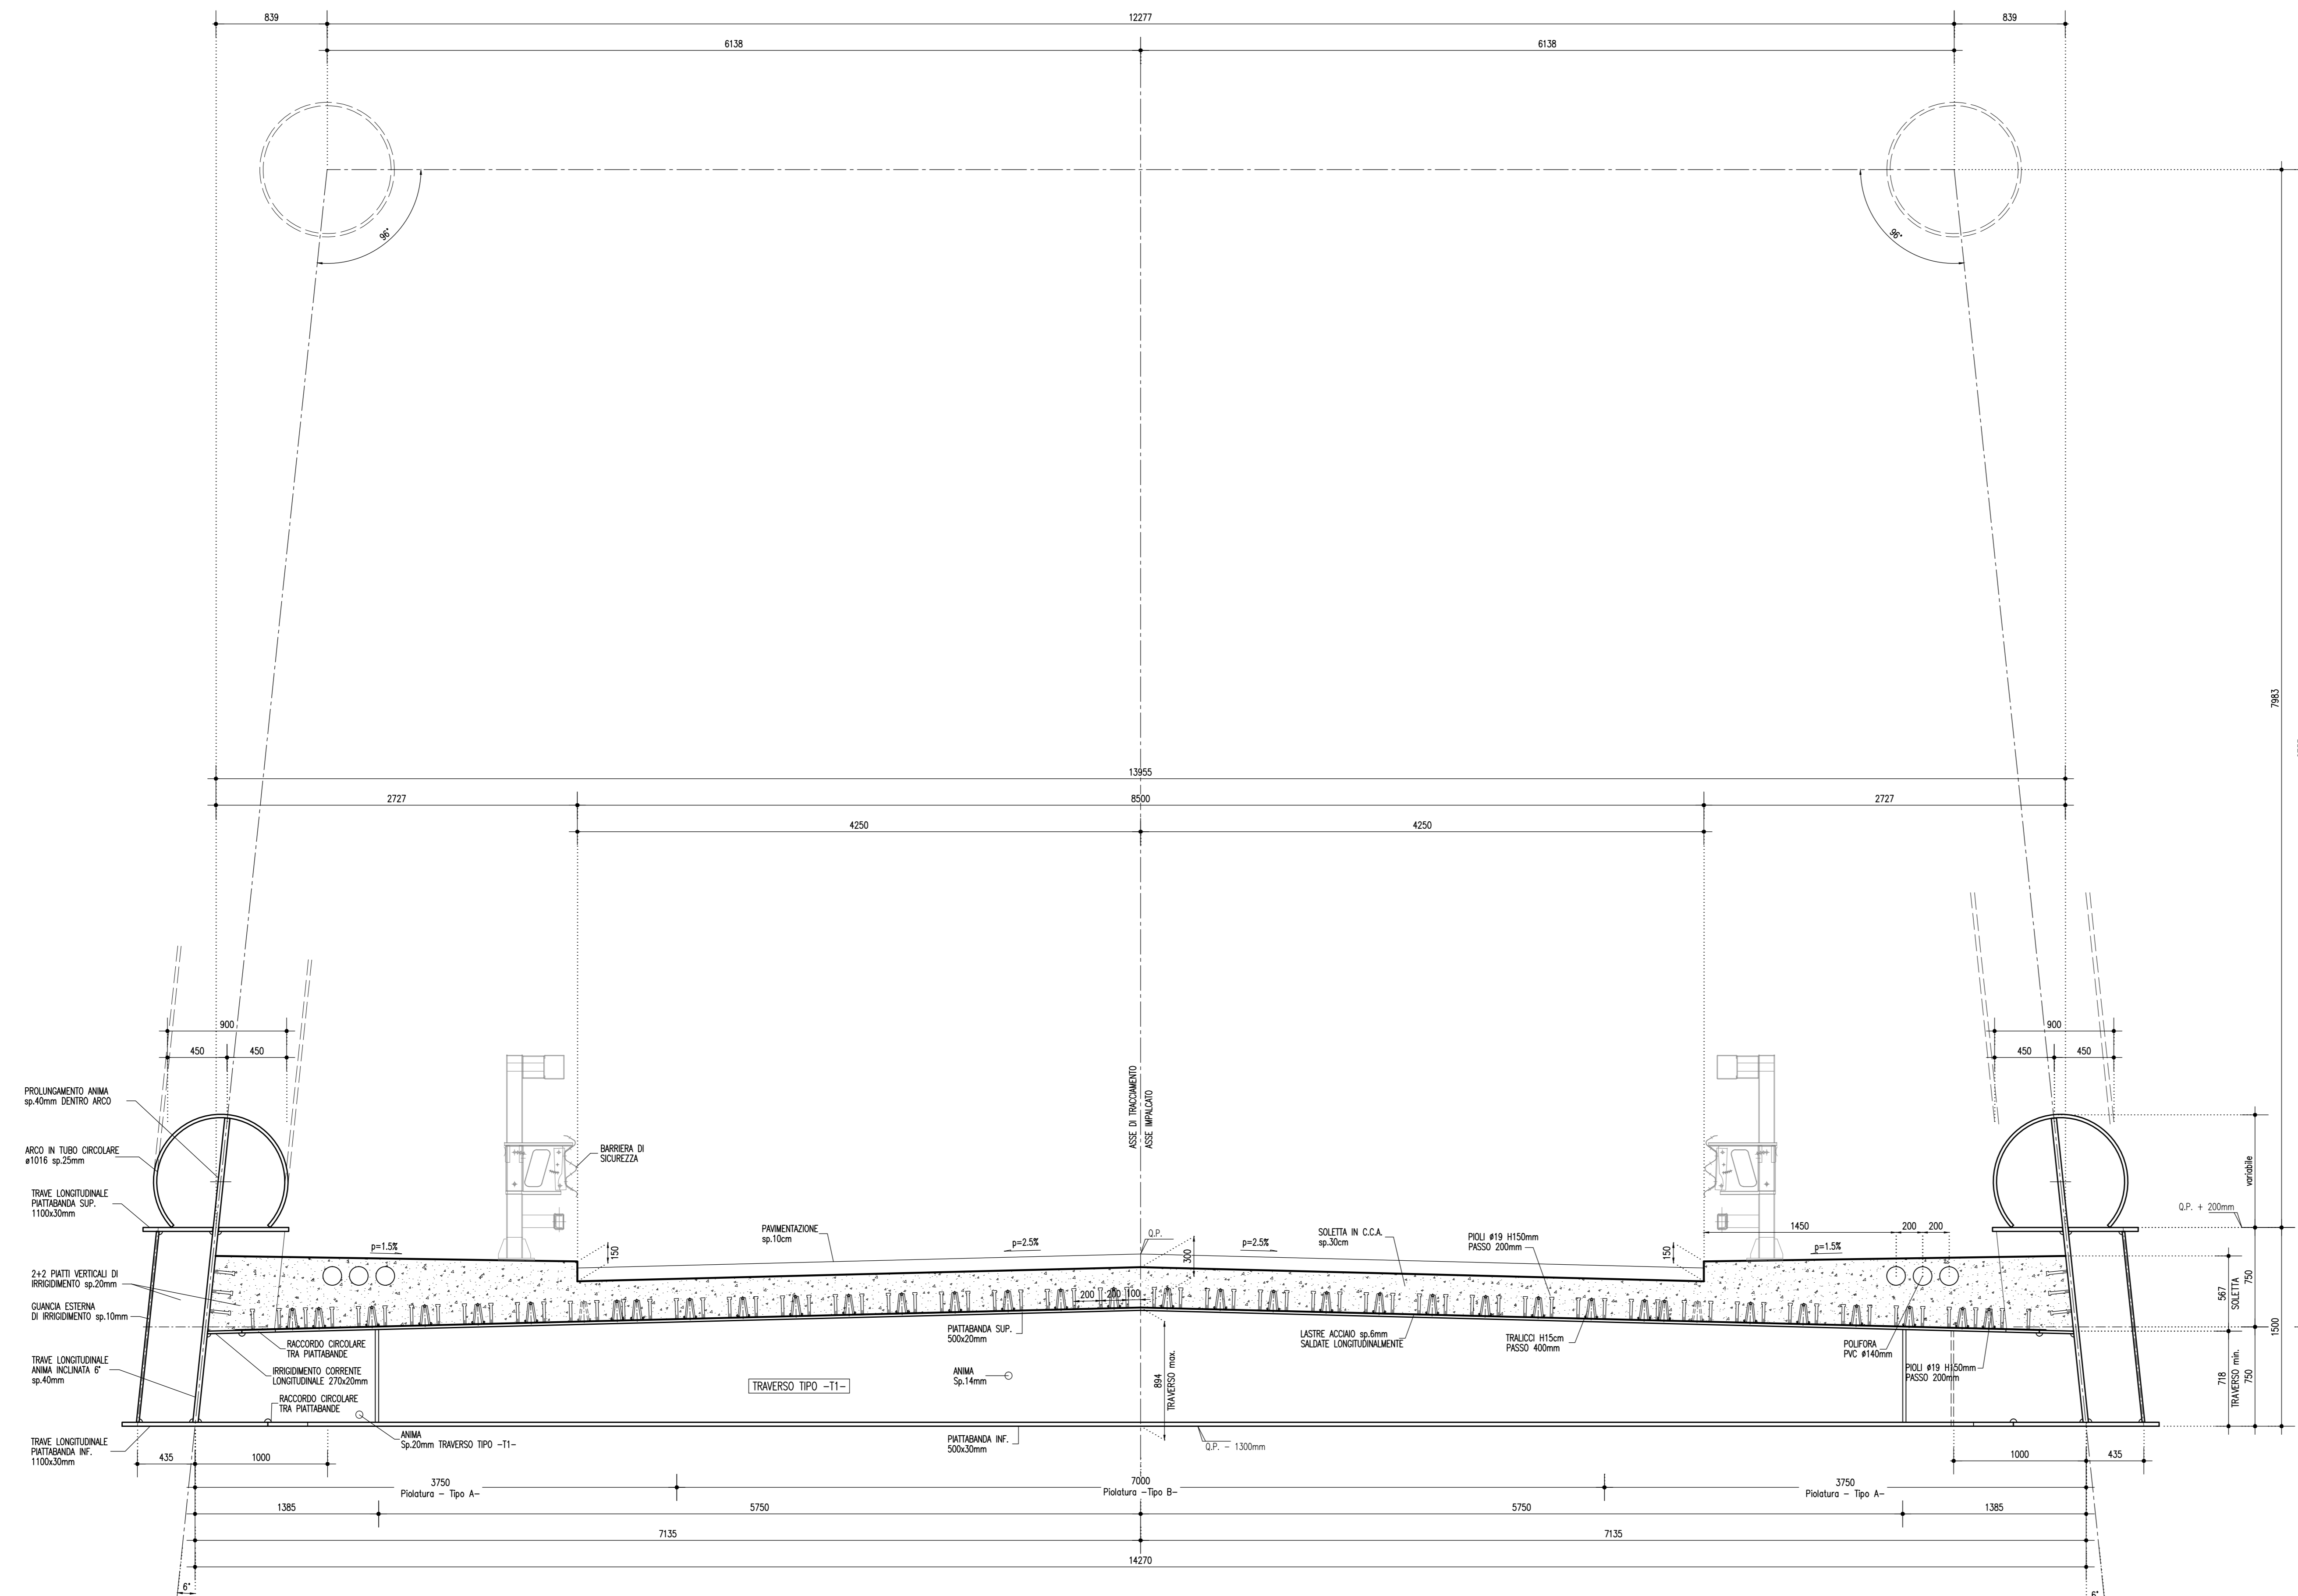 839
12277
839
6138
6138
96°
96°
7983
13955
2727
8500
2727
4250
4250
900
450
450
900
450
450
PROLUNGAMENTO ANIMA
sp.40mm DENTRO ARCO
ARCO IN TUBO CIRCOLARE
ø1016 sp.25mm
TRAVE LONGITUDINALE
PIATTABANDA SUP.
1100x30mm
2+2 PIATTI VERTICALI DI
IRRIGIDIMENTO sp.20mm
GUANCIA ESTERNA
DI IRRIGIDIMENTO sp.10mm
TRAVE LONGITUDINALE
ANIMA INCLINATA 6°
sp.40mm
TRAVE LONGITUDINALE
PIATTABANDA INF.
1100x30mm
BARRIERA DI
SICUREZZA
ASSE DI TRACCIAMENTO
ASSE IMPALCATO
p=1.5%
150
PAVIMENTAZIONE
sp.10cm
p=2.5%
Q.P.
300
p=2.5%
SOLETTA IN C.C.A.
sp.30cm
PIOLI ø19 H150mm
PASSO 200mm
150
1450
200
200
p=1.5%
Q.P. + 200mm
variabile
750
567
SOLETTA
1500
718
TRAVERSO min.
750
200
200
100
RACCORDO CIRCOLARE
TRA PIATTABANDE
IRRIGIDIMENTO CORRENTE
LONGITUDINALE 270x20mm
RACCORDO CIRCOLARE
TRA PIATTABANDE
ANIMA
Sp.20mm TRAVERSO TIPO -T1-
TRAVERSO TIPO -T1-
PIATTABANDA SUP.
500x20mm
ANIMA
Sp.14mm
894
TRAVERSO max.
LASTRE ACCIAIO sp.6mm
SALDATE LONGITUDINALMENTE
TRALICCI H15cm
PASSO 400mm
POLIFORA
PVC ø140mm
PIOLI ø19 H150mm
PASSO 200mm
PIATTABANDA INF.
500x30mm
Q.P. - 1300mm
435
1000
1000
435
3750
Piolatura - Tipo A-
7000
Piolatura -Tipo B-
3750
Piolatura - Tipo A-
1385
5750
5750
1385
7135
7135
14270
6°
6°